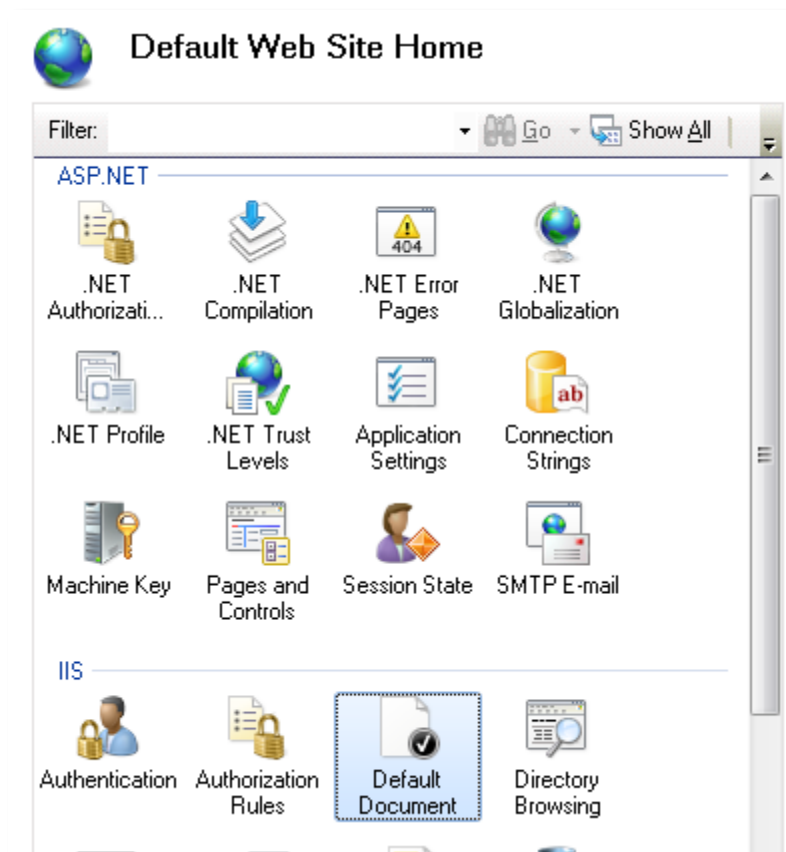 Default Web Site Home
Filter: Go Show All
ASP.NET
404
.NET .NET .NET Error .NET
Authorizati... Compilation Pages Globalization
ab
.NET Profile .NET Trust Application Connection
Levels Settings Strings
Machine Key Pages and Session State SMTP E-mail
Controls
IIS
Authentication Authorization Default Directory
Rules Document Browsing